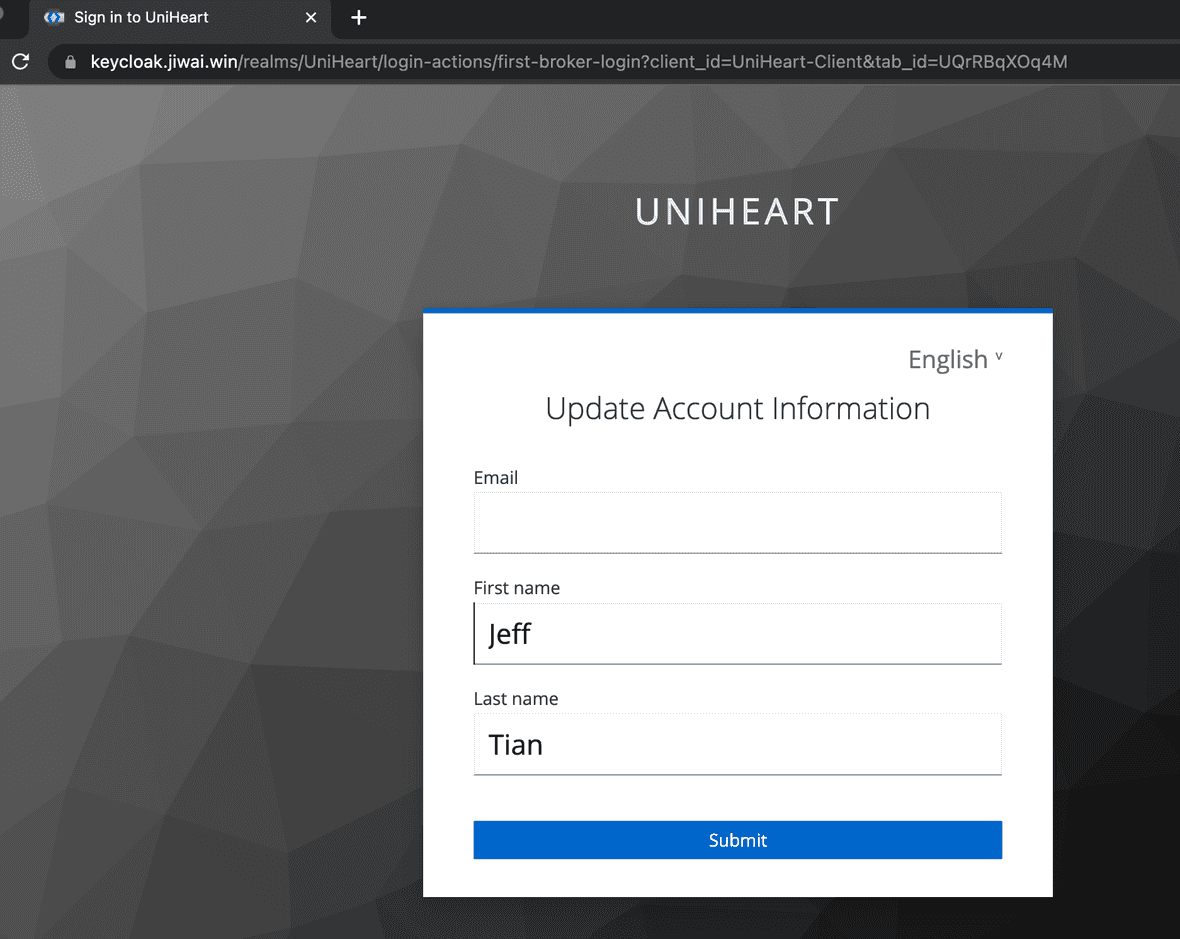 Sign in to UniHeart
keycloak.jiwai.win/realms/UniHeart/login-actions/first-broker-login?client_id=UniHeart-Client&tab_id=UQrRBqXOq4M
UNIHEART
English
Update Account Information
Email
First name
Jeff
Last name
Tian
Submit